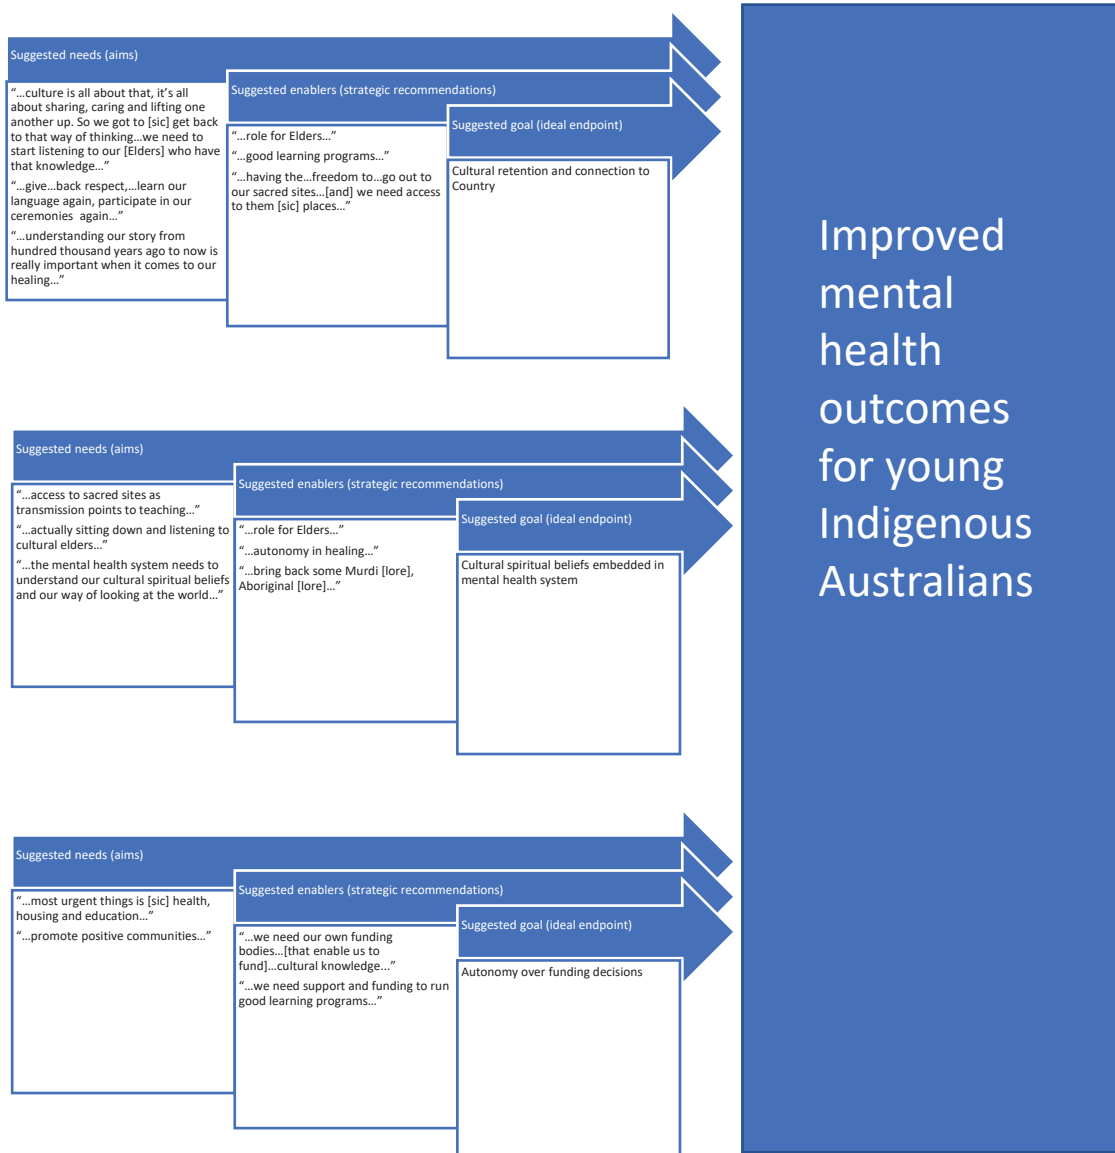 Suggested needs (aims)
“…culture is all about that, it’s all
about sharing, caring and lifting one
another up. So we got to [sic] get back
to that way of thinking…we need to
start listening to our [Elders] who have
that knowledge…”
“…give…back respect,…learn our
language again, participate in our
ceremonies  again…”
“…understanding our story from
hundred thousand years ago to now is
really important when it comes to our
healing…”
Suggested enablers (strategic recommendations)
“…role for Elders…”
“…good learning programs…”
“…having the…freedom to…go out to
our sacred sites…[and] we need access
to them [sic] places…”
Suggested goal (ideal endpoint)
Cultural retention and connection to
Country
Suggested needs (aims)
“…access to sacred sites as
transmission points to teaching…”
“…actually sitting down and listening to
cultural elders…”
“…the mental health system needs to
understand our cultural spiritual beliefs
and our way of looking at the world…”
Suggested enablers (strategic recommendations)
“…role for Elders…”
“…autonomy in healing…”
“…bring back some Murdi [lore],
Aboriginal [lore]…”
Suggested goal (ideal endpoint)
Cultural spiritual beliefs embedded in
mental health system
Suggested needs (aims)
“…most urgent things is [sic] health,
housing and education…”
“…promote positive communities…”
Suggested enablers (strategic recommendations)
“…we need our own funding
bodies…[that enable us to
fund]…cultural knowledge...”
“…we need support and funding to run
good learning programs…”
Suggested goal (ideal endpoint)
Autonomy over funding decisions
Improved
mental
health
outcomes
for young
Indigenous
Australians